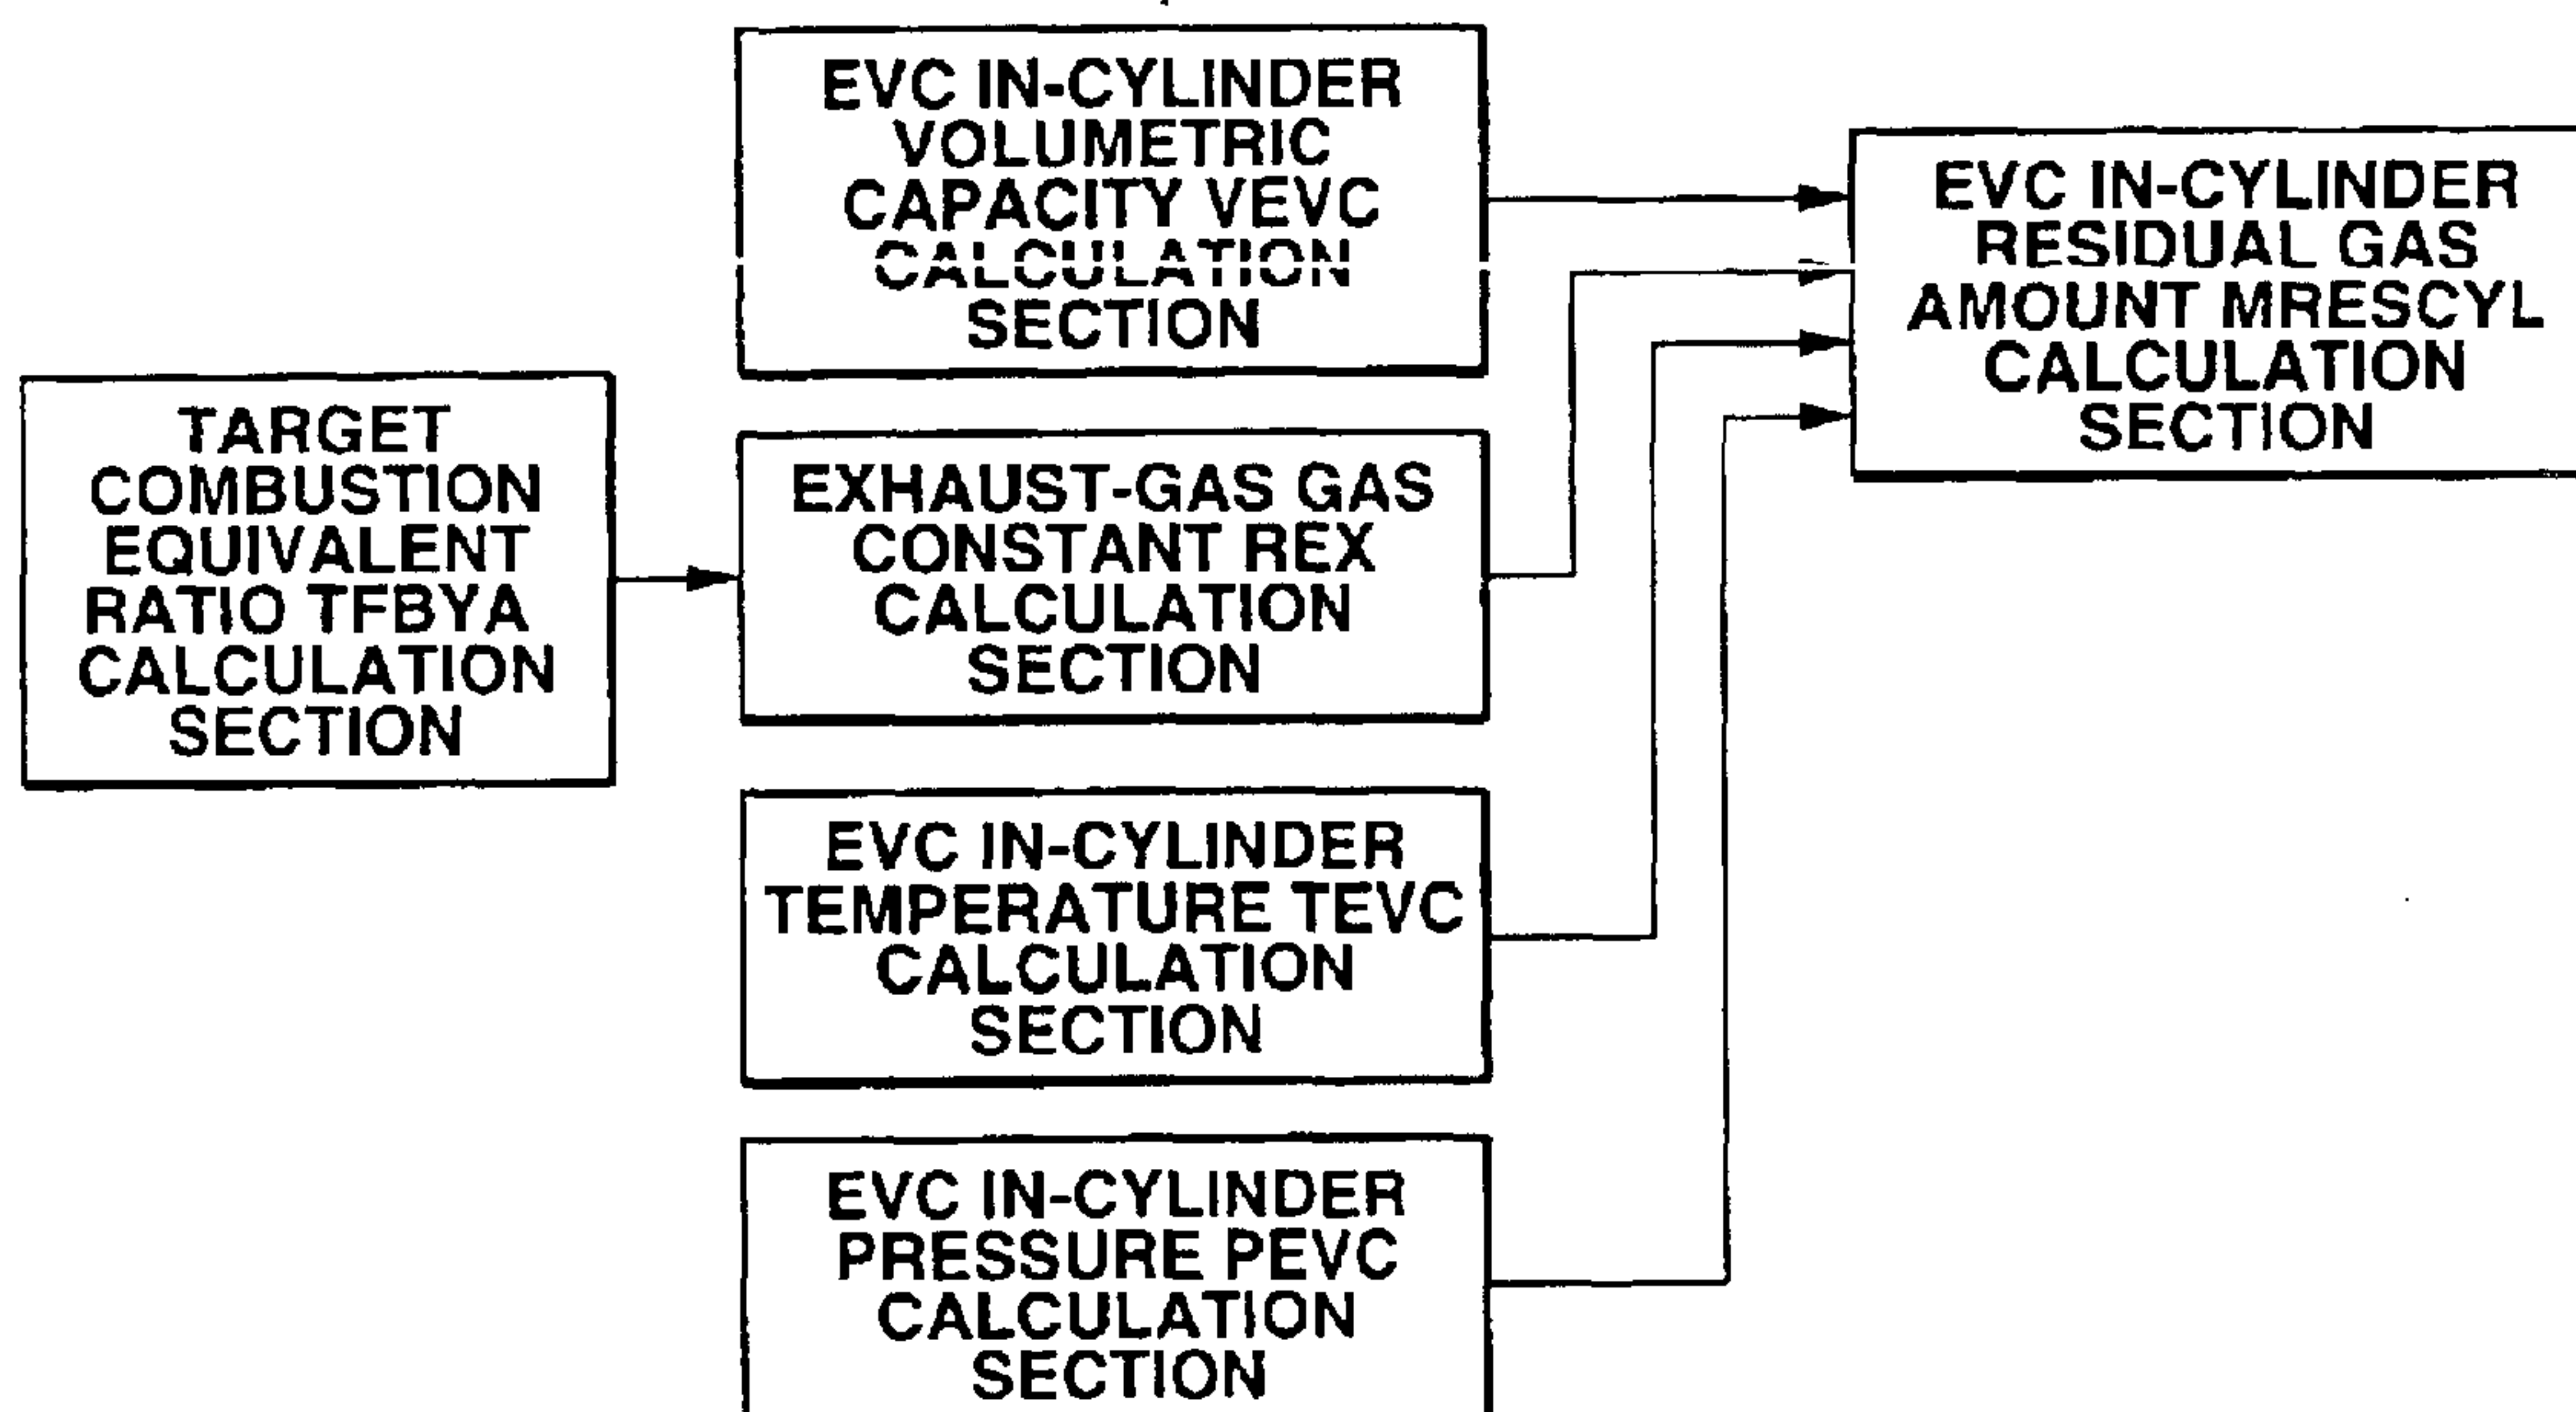 EVC IN-CYLINDER
VOLUMETRIC
CAPACITY VEVC
CALCULATION
SECTION
EVC IN-CYLINDER
RESIDUAL GAS
AMOUNT MRESCYL
CALCULATION
SECTION
TARGET
COMBUSTION
EQUIVALENT
RATIO TFBYA
CALCULATION
SECTION
EXHAUST-GAS GAS
CONSTANT REX
CALCULATION
SECTION
EVC IN-CYLINDER
TEMPERATURE TEVC
CALCULATION
SECTION
EVC IN-CYLINDER
PRESSURE PEVC
CALCULATION
SECTION